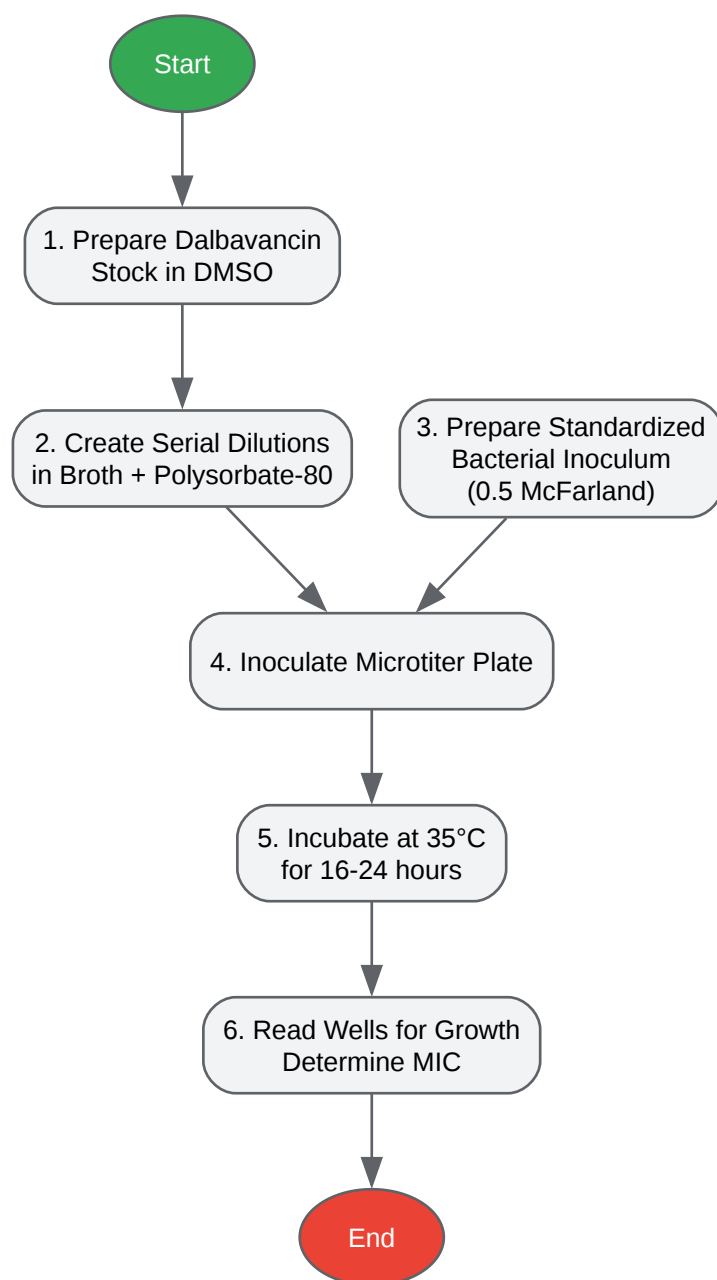 Start
1. Prepare Dalbavancin
Stock in DMSO
2. Create Serial Dilutions
in Broth + Polysorbate-80
3. Prepare Standardized
Bacterial Inoculum
(0.5 McFarland)
4. Inoculate Microtiter Plate
5. Incubate at 35°C
for 16-24 hours
6. Read Wells for Growth
Determine MIC
End